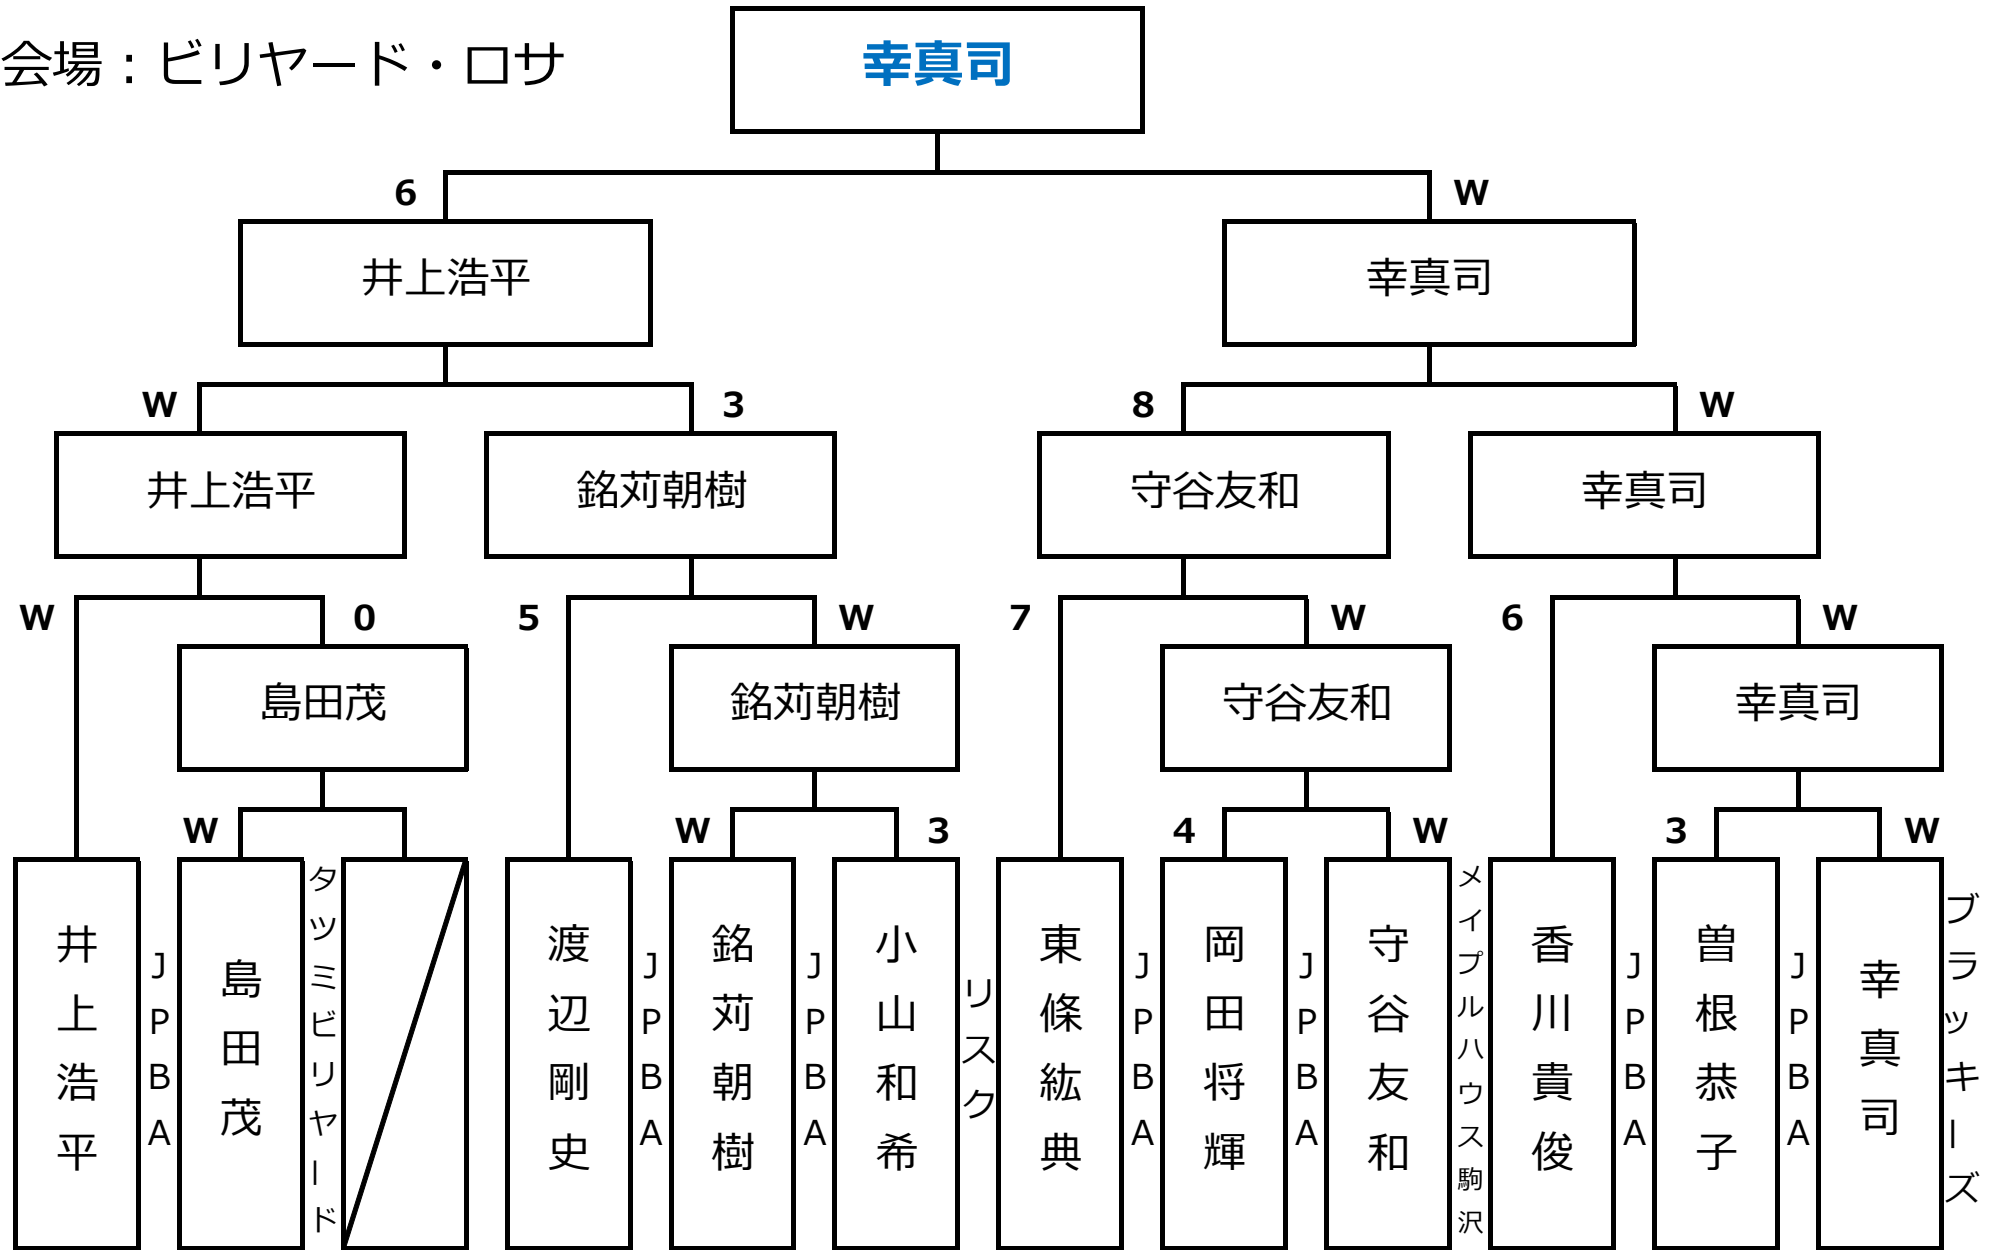 会場：ビリヤード・ロサ
幸真司
6
W
井上浩平
幸真司
W
3
8
W
井上浩平
銘苅朝樹
守谷友和
幸真司
W
0
5
W
7
W
6
W
島田茂
銘苅朝樹
守谷友和
幸真司
W
W
3
4
W
3
W
井上浩平
JPBA
島田茂
タツミビリヤード
渡辺剛史
JPBA
銘苅朝樹
JPBA
小山和希
リスク
東條紘典
JPBA
岡田将輝
JPBA
守谷友和
メイプルハウス駒沢
香川貴俊
JPBA
曽根恭子
JPBA
幸真司
ブラッキーズ